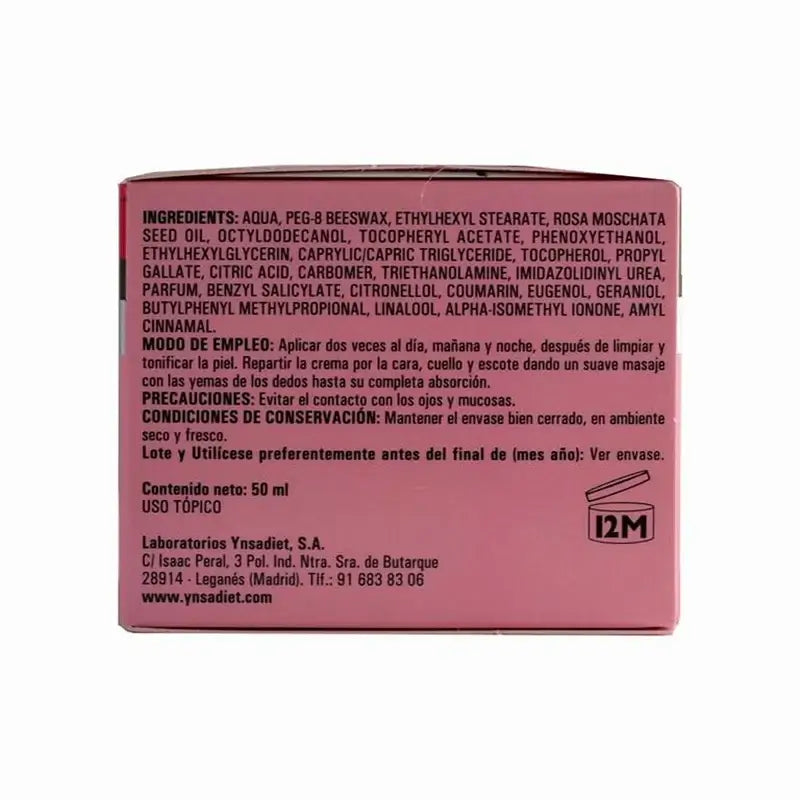 INGREDIENTS: AQUA, PEG-8 BEESWAX, ETHYLHEXYL STEARATE, ROSA MOSCHATA
SEED OIL, OCTYLDODECANOL, TOCOPHERYL ACETATE, PHENOXYETHANOL,
ETHYLHEXYLGLYCERIN, CAPRYLIC/CAPRIC TRIGLYCERIDE, TOCOPHEROL, PROPYL
GALLATE, CITRIC ACID, CARBOMER, TRIETHANOLAMINE, IMIDAZOLIDINYL UREA,
PARFUM, BENZYL SALICYLATE, CITRONELLOL, COUMARIN, EUGENOL, GERANIOL,
BUTYLPHENYL METHYLPROPIONAL, LINALOOL, ALPHA-ISOMETHYL IONONE, AMYL
CINNAMAL.
MODO DE EMPLEO: Aplicar dos veces al día, mañana y noche, después de limpiar y
tonificar la piel. Repartir la crema por la cara, cuello y escote dando un suave masaje
con las yemas de los dedos hasta su completa absorción.
PRECAUCIONES: Evitar el contacto con los ojos y mucosas.
CONDICIONES DE CONSERVACIÓN: Mantener el envase bien cerrado, en ambiente
seco y fresco.
Lote y Utilícese preferentemente antes del final de (mes año): Ver envase.
Contenido neto: 50 ml
USO TÓPICO
12M
Laboratorios Ynsadiet, S.A.
C/ Isaac Peral, 3 Pol. Ind. Ntra. Sra. de Butarque
28914 - Leganés (Madrid). Tlf.: 91 683 83 06
www.ynsadiet.com